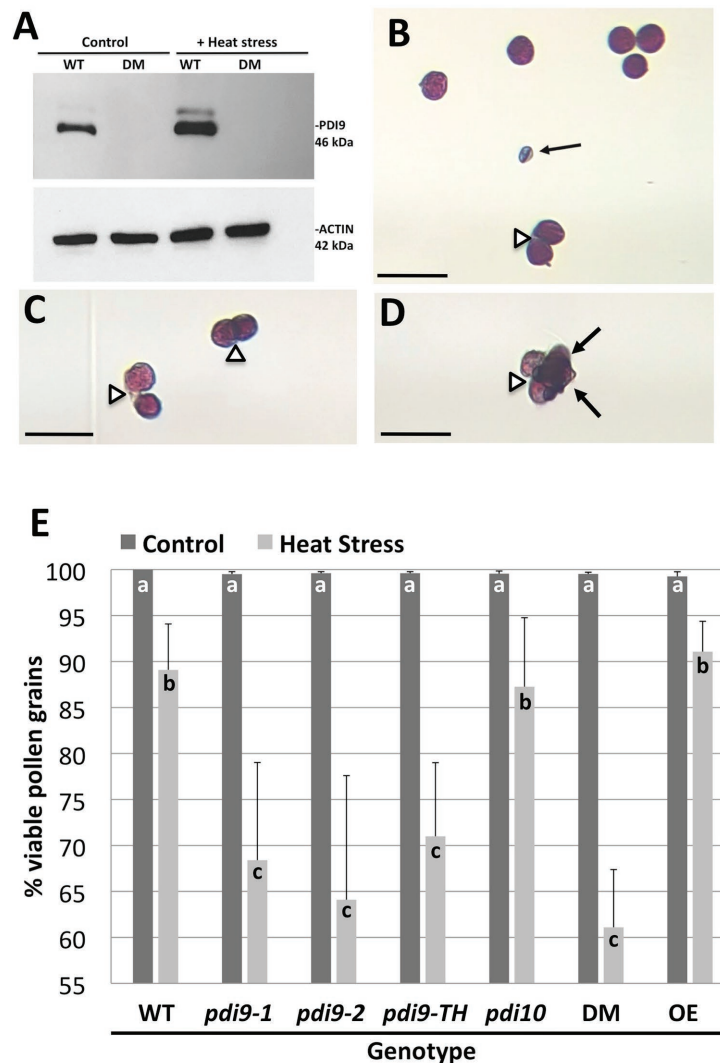 A
Control
+ Heat stress
WT DM WT DM
-PDI9
46 kDa
-ACTIN
42 kDa
B
C
D
E
Control Heat Stress
% viable pollen grains
100
95
90
85
80
75
70
65
60
55
a b a c a c a c a b a c a b
WT pdi9-1 pdi9-2 pdi9-TH pdi10 DM OE
Genotype